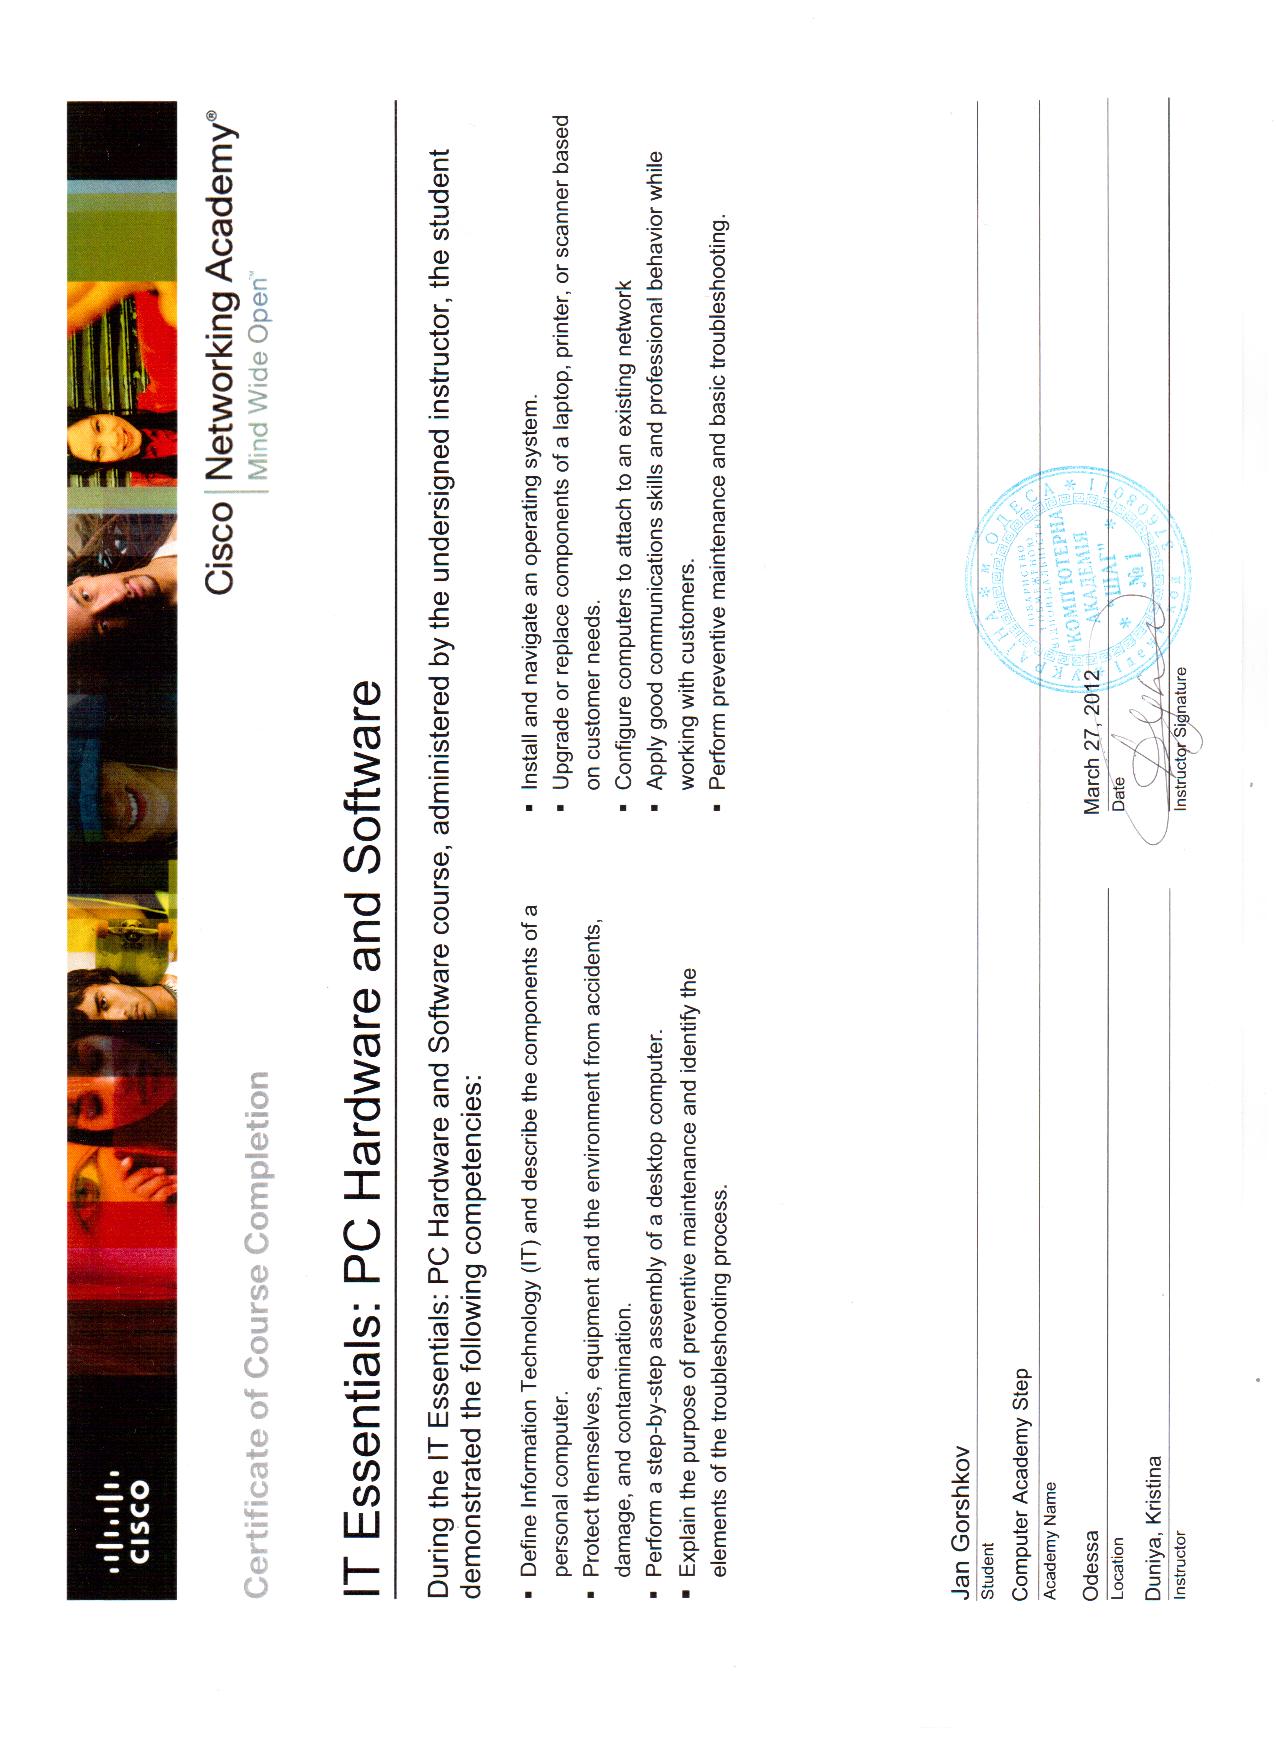 CISCO
Cisco Networking Academy®
Mind Wide Open™
Certificate of Course Completion
IT Essentials: PC Hardware and Software
During the IT Essentials: PC Hardware and Software course, administered by the undersigned instructor, the student
demonstrated the following competencies:
▪ Define Information Technology (IT) and describe the components of a
personal computer.
▪ Protect themselves, equipment and the environment from accidents,
damage, and contamination.
▪ Perform a step-by-step assembly of a desktop computer.
▪ Explain the purpose of preventive maintenance and identify the
elements of the troubleshooting process.
▪ Install and navigate an operating system.
▪ Upgrade or replace components of a laptop, printer, or scanner based
on customer needs.
▪ Configure computers to attach to an existing network
▪ Apply good communications skills and professional behavior while
working with customers.
▪ Perform preventive maintenance and basic troubleshooting.
Jan Gorshkov
Student
Computer Academy Step
Academy Name
Odessa
Location
March 27, 2012
Date
Duniya, Kristina
Instructor
Instructor Signature
УКРАЇНА * М. ОДЕСА *
ТОВАРИСТВО
З ОБМЕЖЕНОЮ
ВІДПОВІДАЛЬНІСТЮ
"КОМП'ЮТЕРНА
АКАДЕМІЯ
"ШАГ"
№ 1